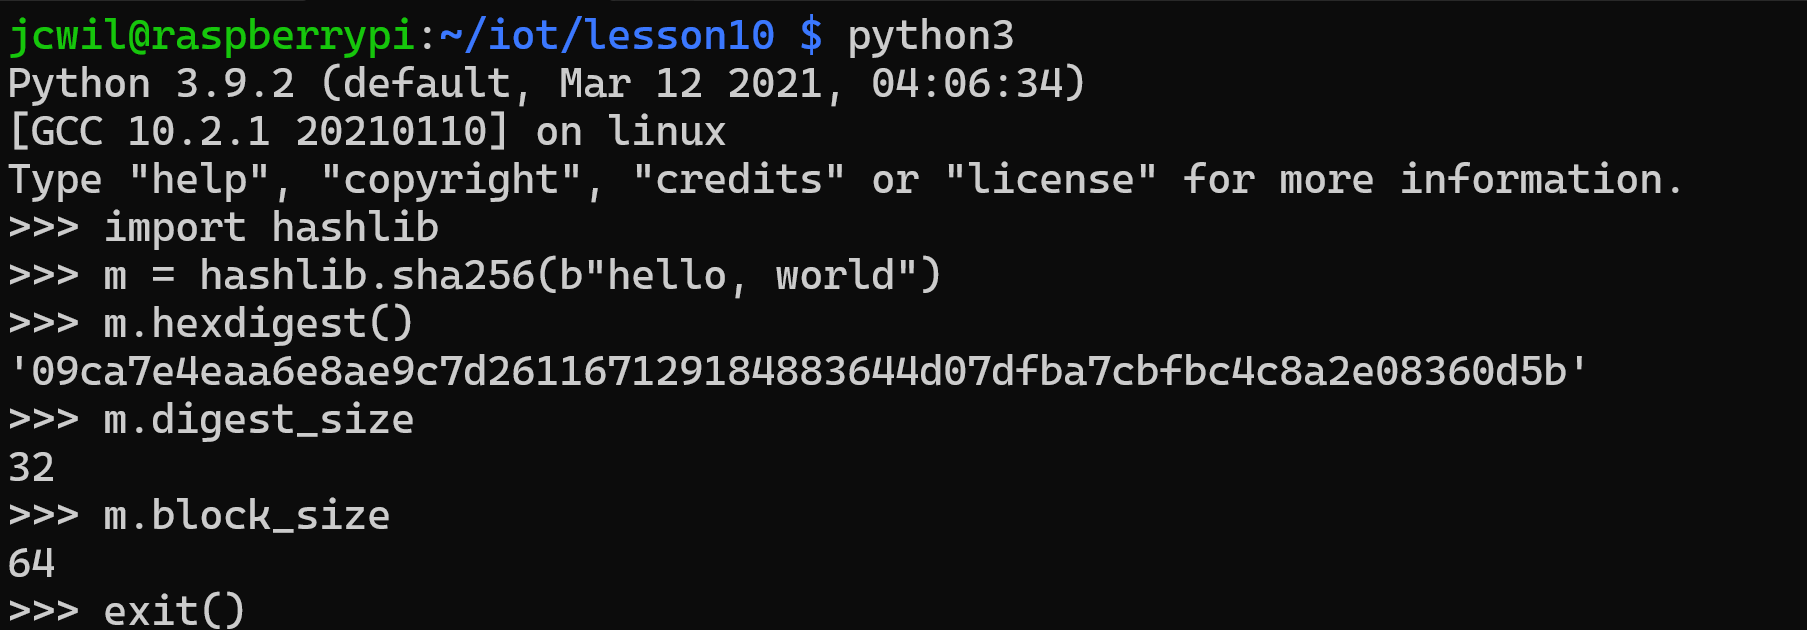 jcwil@raspberrypi:~/iot/lesson10 $ python3
Python 3.9.2 (default, Mar 12 2021, 04:06:34)
[GCC 10.2.1 20210110] on linux
Type "help", "copyright", "credits" or "license" for more information.
>>> import hashlib
>>> m = hashlib.sha256(b"hello, world")
>>> m.hexdigest()
'09ca7e4eaa6e8ae9c7d261167129184883644d07dfba7cbfbc4c8a2e08360d5b'
>>> m.digest_size
32
>>> m.block_size
64
>>> exit()